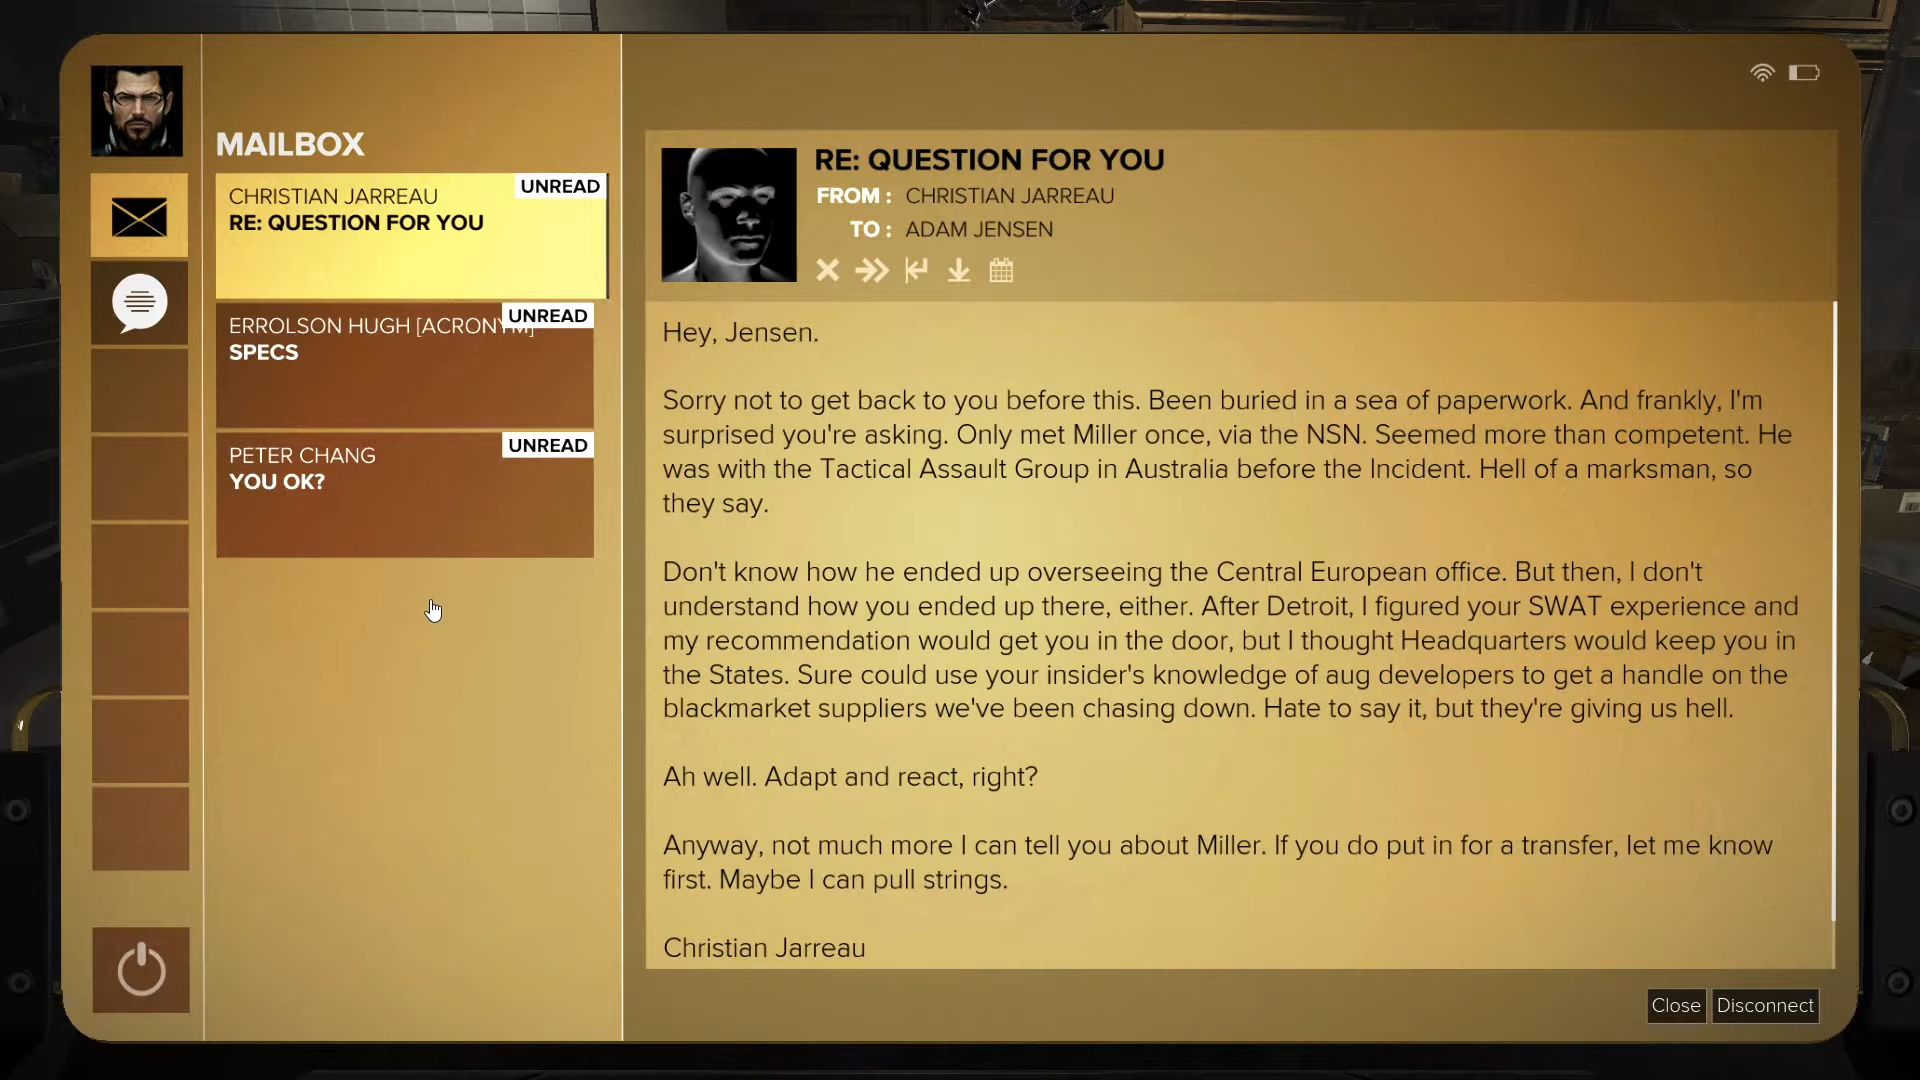 MAILBOX
CHRISTIAN JARREAU
UNREAD
RE: QUESTION FOR YOU
ERROLSON HUGH [ACRONYM]
UNREAD
SPECS
PETER CHANG
UNREAD
YOU OK?
RE: QUESTION FOR YOU
FROM : CHRISTIAN JARREAU
TO : ADAM JENSEN
Hey, Jensen.
Sorry not to get back to you before this. Been buried in a sea of paperwork. And frankly, I'm
surprised you're asking. Only met Miller once, via the NSN. Seemed more than competent. He
was with the Tactical Assault Group in Australia before the Incident. Hell of a marksman, so
they say.
Don't know how he ended up overseeing the Central European office. But then, I don't
understand how you ended up there, either. After Detroit, I figured your SWAT experience and
my recommendation would get you in the door, but I thought Headquarters would keep you in
the States. Sure could use your insider's knowledge of aug developers to get a handle on the
blackmarket suppliers we've been chasing down. Hate to say it, but they're giving us hell.
Ah well. Adapt and react, right?
Anyway, not much more I can tell you about Miller. If you do put in for a transfer, let me know
first. Maybe I can pull strings.
Christian Jarreau
Close
Disconnect